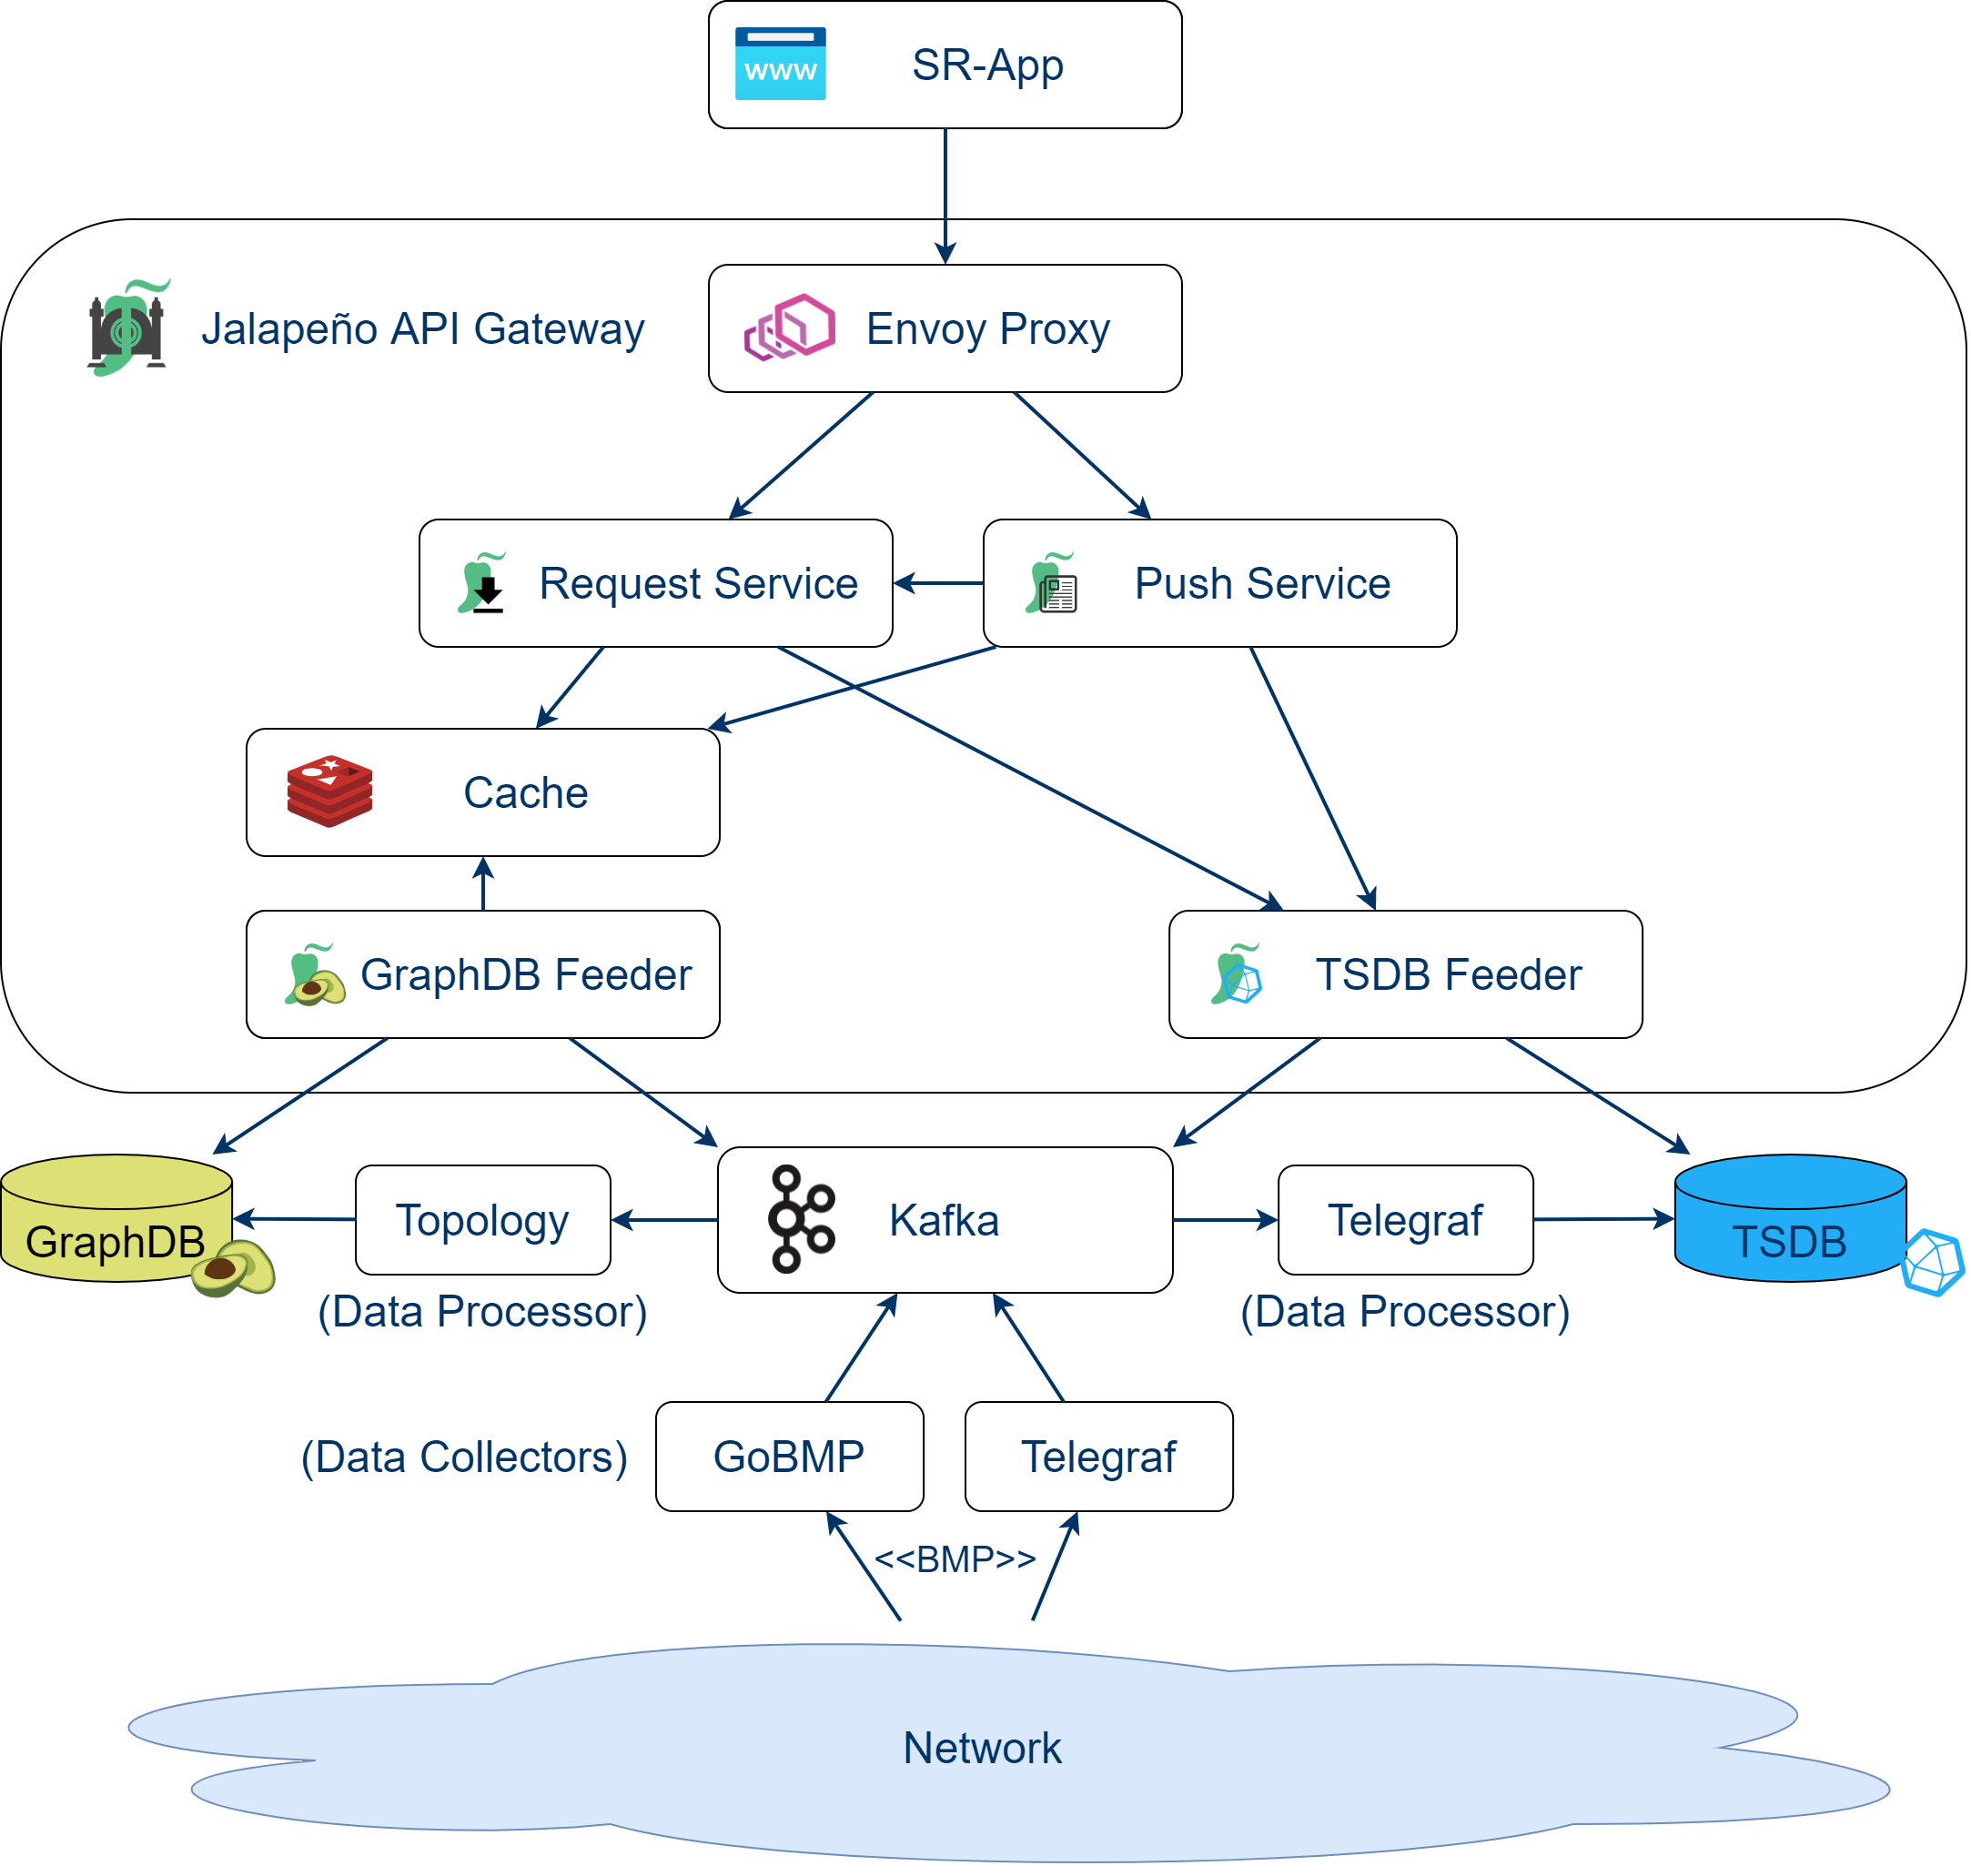 www
SR-App
Jalapeño API Gateway
Envoy Proxy
Request Service
Push Service
Cache
GraphDB Feeder
TSDB Feeder
GraphDB
Topology
Kafka
Telegraf
TSDB
(Data Processor)
(Data Processor)
(Data Collectors)
GoBMP
Telegraf
<<BMP>>
Network